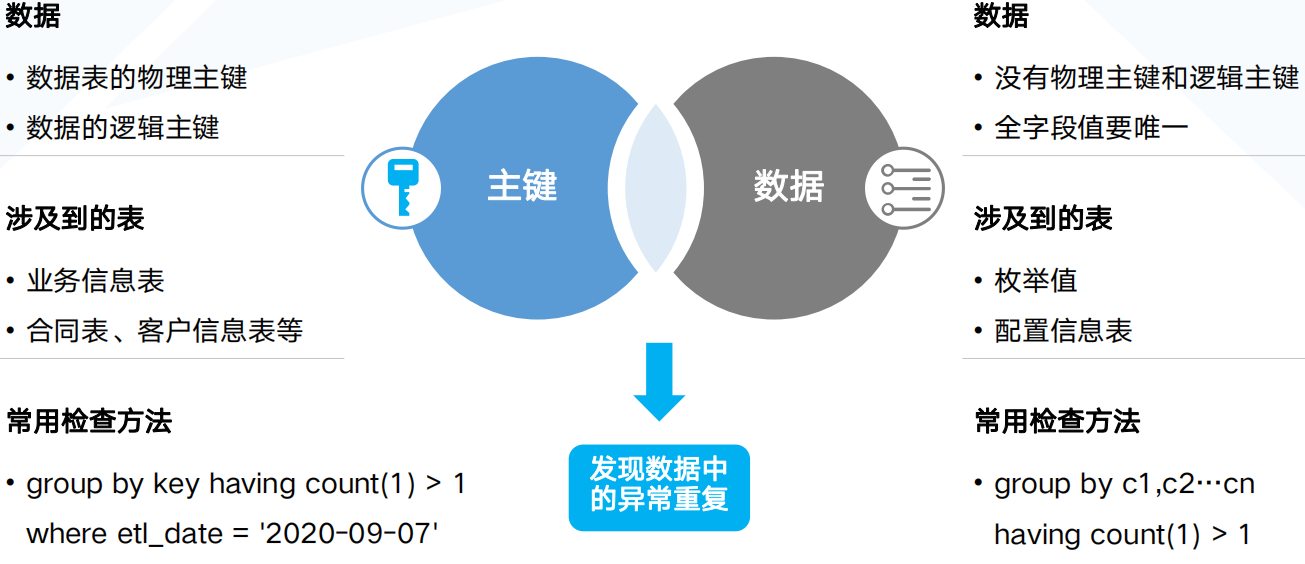 数据
• 数据表的物理主键
• 数据的逻辑主键
涉及到的表
• 业务信息表
• 合同表、客户信息表等
常用检查方法
• group by key having count(1) > 1
where etl_date = '2020-09-07'
主键
数据
发现数据中
的异常重复
数据
• 没有物理主键和逻辑主键
• 全字段值要唯一
涉及到的表
• 枚举值
• 配置信息表
常用检查方法
• group by c1,c2…cn
having count(1) > 1